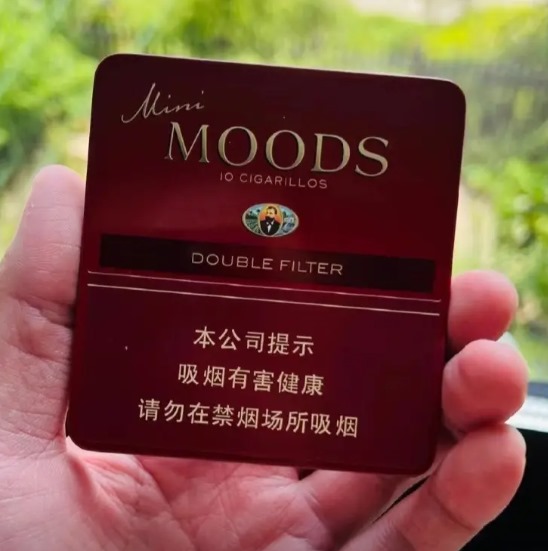 Mini
MOODS
10 CIGARILLOS
DOUBLE FILTER
本公司提示
吸烟有害健康
请勿在禁烟场所吸烟